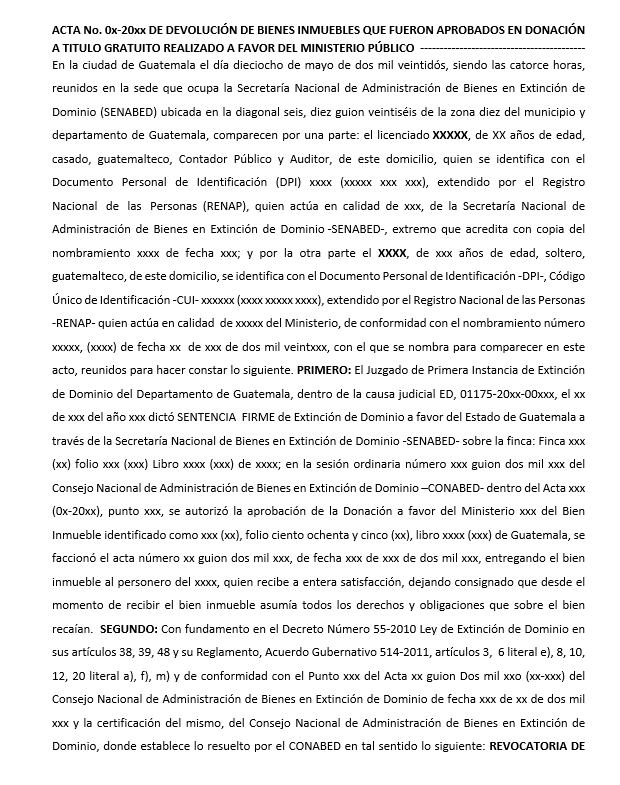 ACTA No. 0x-20xx DE DEVOLUCIÓN DE BIENES INMUEBLES QUE FUERON APROBADOS EN DONACIÓN
A TITULO GRATUITO REALIZADO A FAVOR DEL MINISTERIO PÚBLICO ------------------------------------------
En la ciudad de Guatemala el día dieciocho de mayo de dos mil veintidós, siendo las catorce horas,
reunidos en la sede que ocupa la Secretaría Nacional de Administración de Bienes en Extinción de
Dominio (SENABED) ubicada en la diagonal seis, diez guion veintiséis de la zona diez del municipio y
departamento de Guatemala, comparecen por una parte: el licenciado XXXXX, de XX años de edad,
casado, guatemalteco, Contador Público y Auditor, de este domicilio, quien se identifica con el
Documento Personal de Identificación (DPI) xxxx (xxxxx xxx xxx), extendido por el Registro
Nacional de las Personas (RENAP), quien actúa en calidad de xxx, de la Secretaría Nacional de
Administración de Bienes en Extinción de Dominio -SENABED-, extremo que acredita con copia del
nombramiento xxxx de fecha xxx; y por la otra parte el XXXX, de xxx años de edad, soltero,
guatemalteco, de este domicilio, se identifica con el Documento Personal de Identificación -DPI-, Código
Único de Identificación -CUI- xxxxxx (xxxx xxxxx xxxx), extendido por el Registro Nacional de las Personas
-RENAP- quien actúa en calidad de xxxxx del Ministerio, de conformidad con el nombramiento número
xxxxx, (xxxx) de fecha xx de xxx de dos mil veintxxx, con el que se nombra para comparecer en este
acto, reunidos para hacer constar lo siguiente. PRIMERO: El Juzgado de Primera Instancia de Extinción
de Dominio del Departamento de Guatemala, dentro de la causa judicial ED, 01175-20xx-00xxx, el xx
de xxx del año xxx dictó SENTENCIA FIRME de Extinción de Dominio a favor del Estado de Guatemala a
través de la Secretaría Nacional de Bienes en Extinción de Dominio -SENABED- sobre la finca: Finca xxx
(xx) folio xxx (xxx) Libro xxxx (xxx) de xxxx; en la sesión ordinaria número xxx guion dos mil xxx del
Consejo Nacional de Administración de Bienes en Extinción de Dominio –CONABED- dentro del Acta xxx
(0x-20xx), punto xxx, se autorizó la aprobación de la Donación a favor del Ministerio xxx del Bien
Inmueble identificado como xxx (xx), folio ciento ochenta y cinco (xx), libro xxxx (xxx) de Guatemala, se
faccionó el acta número xx guion dos mil xxx, de fecha xxx de xxx de dos mil xxx, entregando el bien
inmueble al personero del xxxx, quien recibe a entera satisfacción, dejando consignado que desde el
momento de recibir el bien inmueble asumía todos los derechos y obligaciones que sobre el bien
recaían. SEGUNDO: Con fundamento en el Decreto Número 55-2010 Ley de Extinción de Dominio en
sus artículos 38, 39, 48 y su Reglamento, Acuerdo Gubernativo 514-2011, artículos 3, 6 literal e), 8, 10,
12, 20 literal a), f), m) y de conformidad con el Punto xxx del Acta xx guion Dos mil xxo (xx-xxx) del
Consejo Nacional de Administración de Bienes en Extinción de Dominio de fecha xxx de xx de dos mil
xxx y la certificación del mismo, del Consejo Nacional de Administración de Bienes en Extinción de
Dominio, donde establece lo resuelto por el CONABED en tal sentido lo siguiente: REVOCATORIA DE